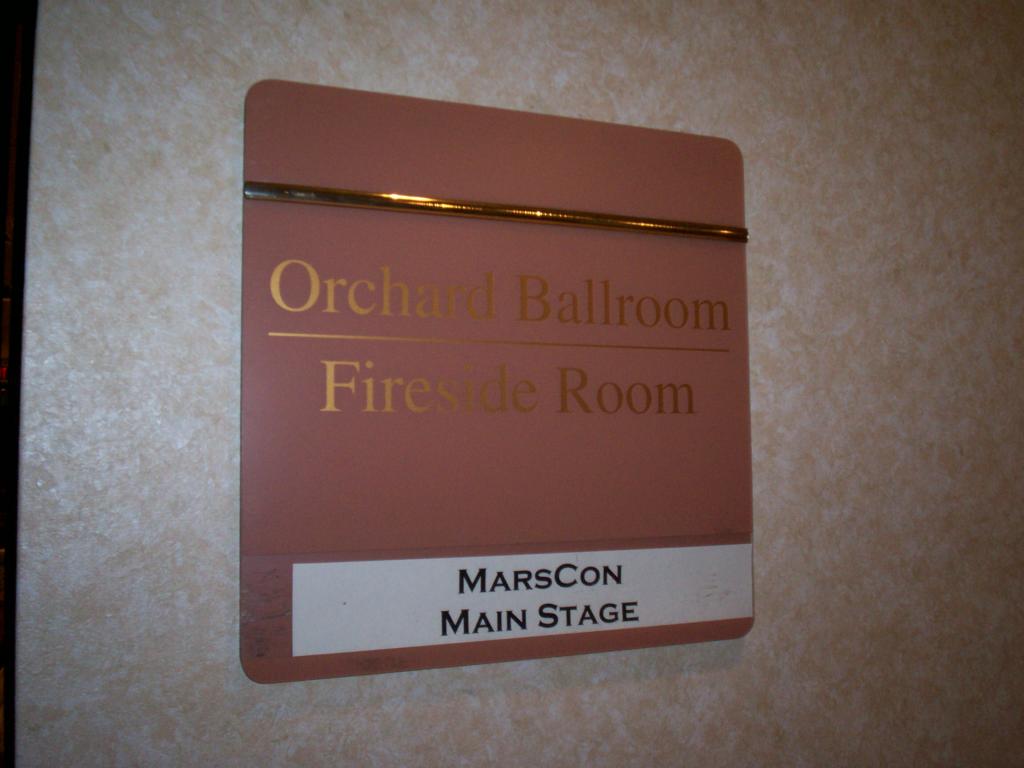 Orchard Ballroom
Fireside Room
MARSCON
MAIN STAGE